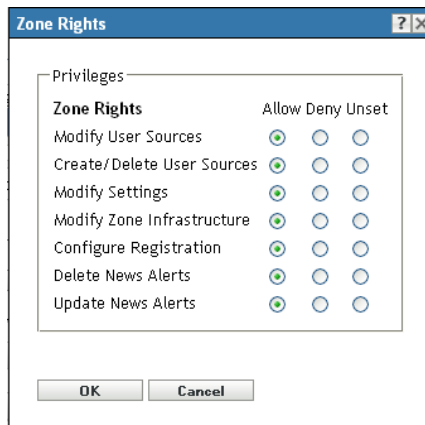 Zone Rights ? X
Privileges
Zone Rights Allow Deny Unset
Modify User Sources
Create/Delete User Sources
Modify Settings
Modify Zone Infrastructure
Configure Registration
Delete News Alerts
Update News Alerts
OK Cancel